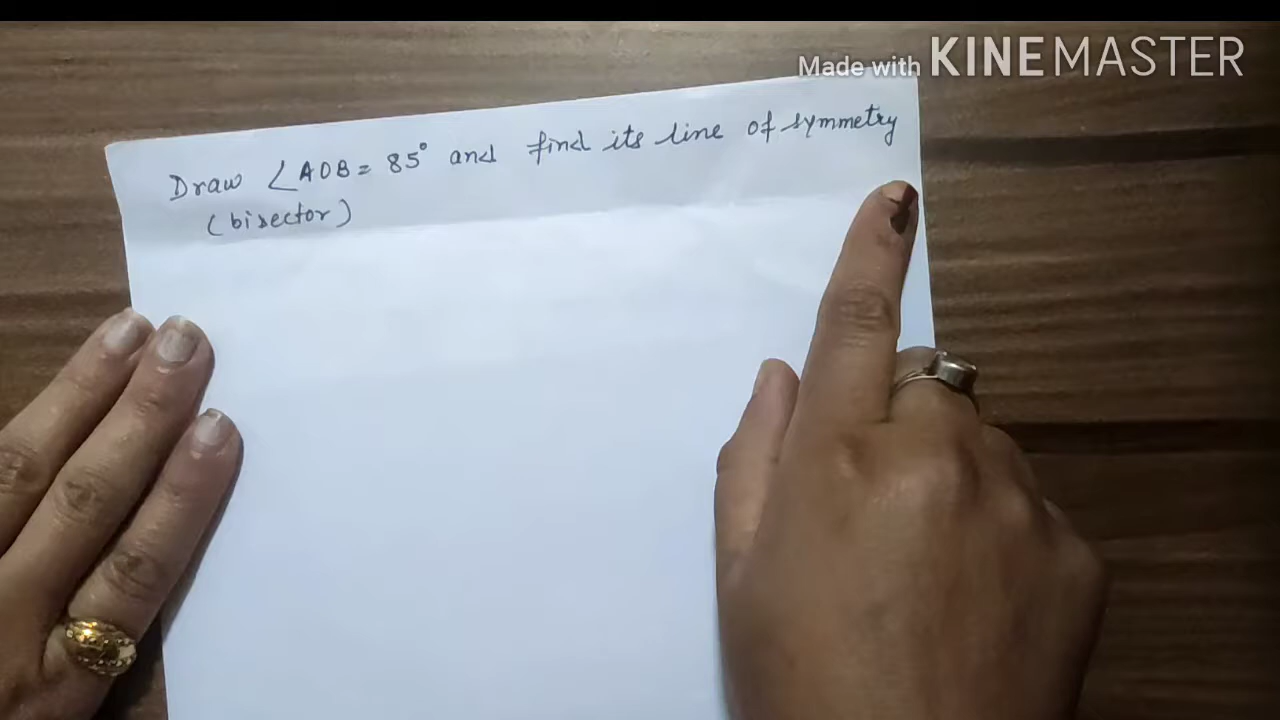 Made with KINEMASTER
Draw ∠AOB = 85° and find its line of symmetry
(bisector)